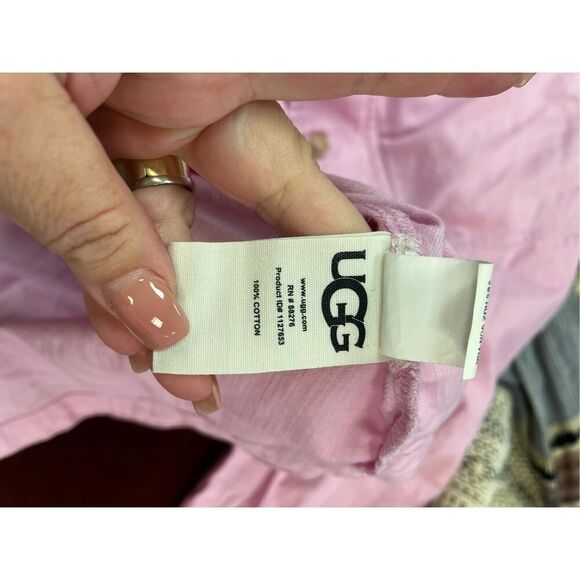 UGG
www.ugg.com
RN # 88276
Product ID# 1127653
100% COTTON